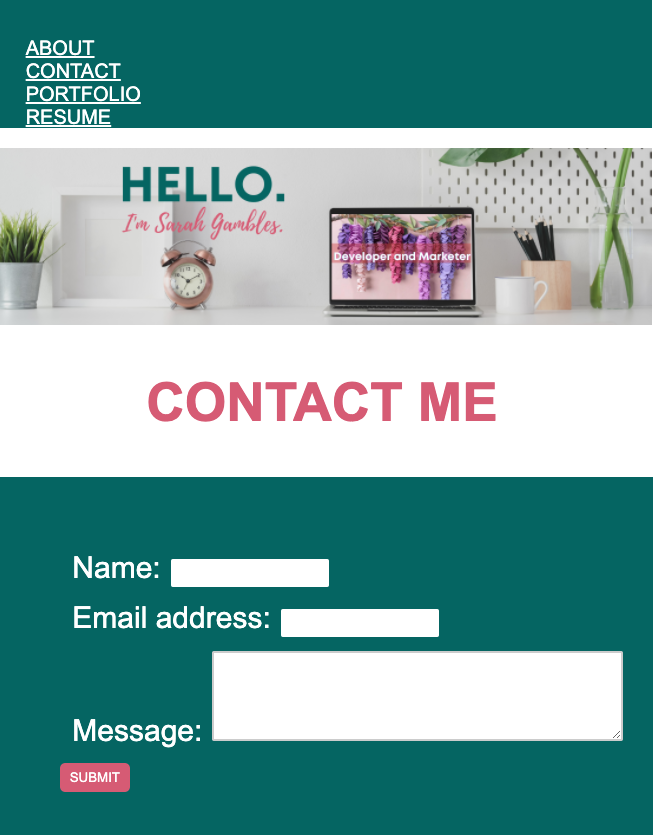 ABOUT
CONTACT
PORTFOLIO
RESUME
HELLO.
I'm Sarah Gambles.
Developer and Marketer
CONTACT ME
Name:
Email address:
Message:
SUBMIT